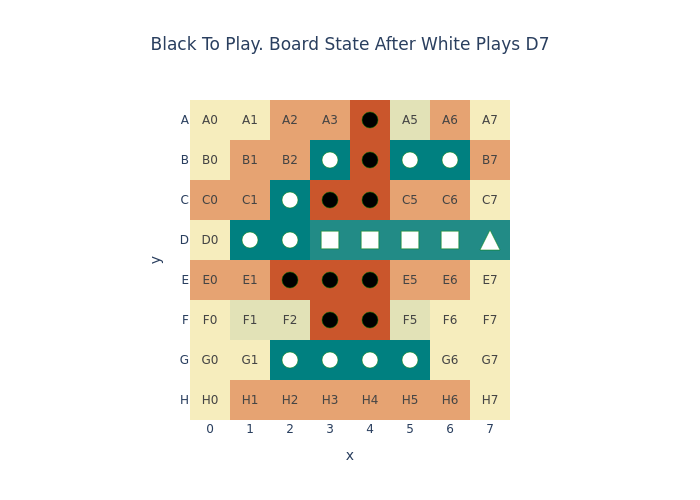 Black To Play. Board State After White Plays D7
A A0 A1 A2 A3 A5 A6 A7
B B0 B1 B2 B7
C C0 C1 C5 C6 C7
D D0
y
E E0 E1 E5 E6 E7
F F0 F1 F2 F5 F6 F7
G G0 G1 G6 G7
H H0 H1 H2 H3 H4 H5 H6 H7
0 1 2 3 4 5 6 7
x